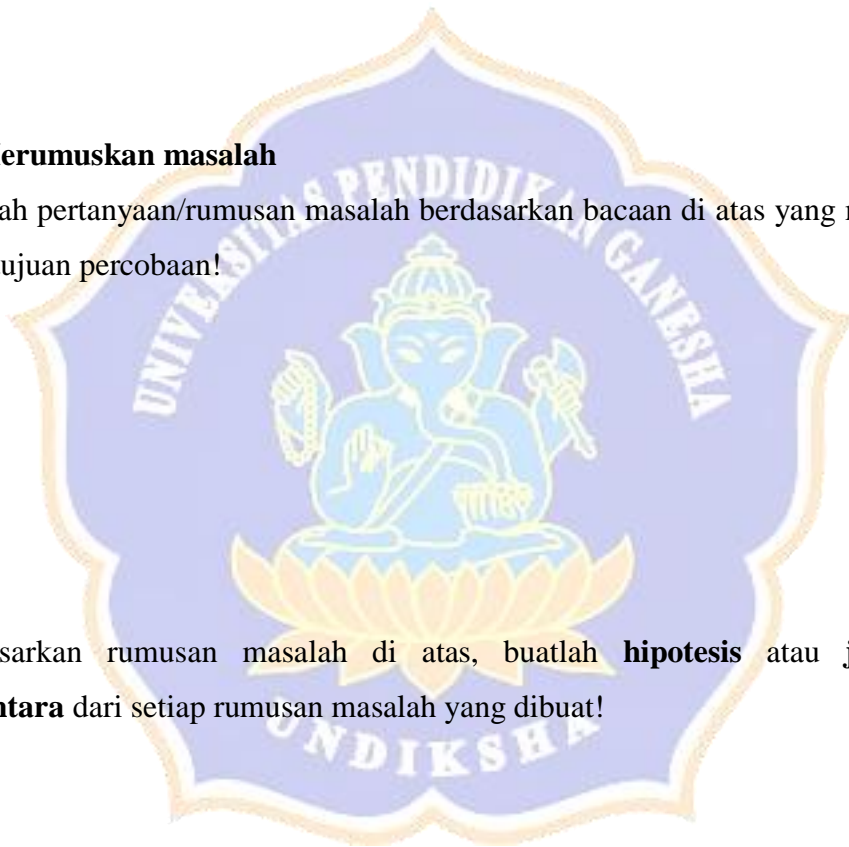 erumuskan masalah
ah pertanyaan/rumusan masalah berdasarkan bacaan di atas yang
ujuan percobaan!
UNIVERSITAS PENDIDIKAN GANESHA
sarkan rumusan masalah di atas, buatlah hipotesis atau
ntara dari setiap rumusan masalah yang dibuat!
UNDIKSHA